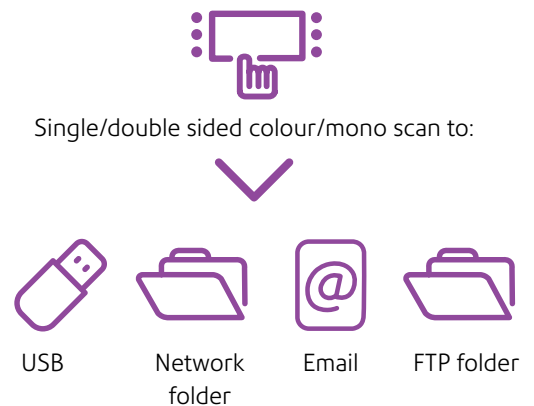 Single/double sided colour/mono scan to:
@
USB
Network
folder
Email
FTP folder